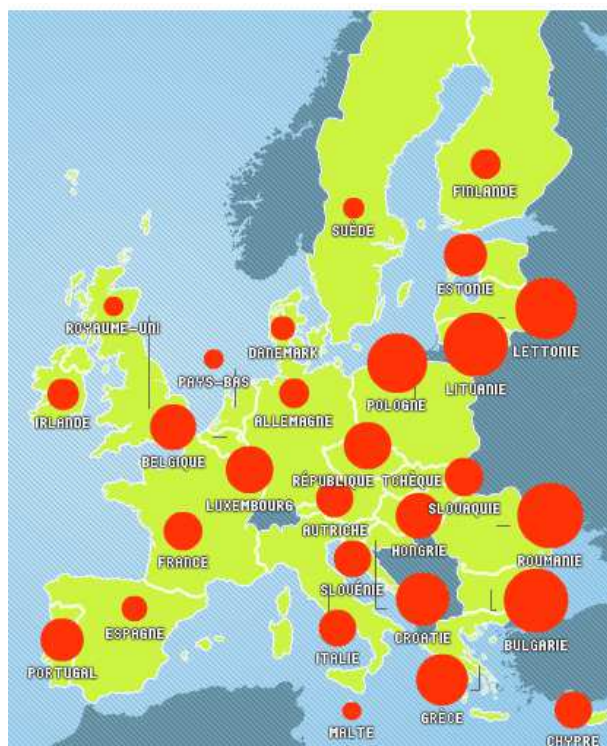 FINLANDE
SUÈDE
ESTONIE
ROYAUME-UNI
DANEMARK
LETTONIE
PAYS-BAS
LITUANIE
POLOGNE
IRLANDE
ALLEMAGNE
BELGIQUE
RÉPUBLIQUE TCHÈQUE
LUXEMBOURG
SLOVAQUIE
AUTRICHE
HONGRIE
ROUMANIE
FRANCE
SLOVÉNIE
ESPAGNE
CROATIE
BULGARIE
ITALIE
PORTUGAL
GRÈCE
MALTE
CHYPRE